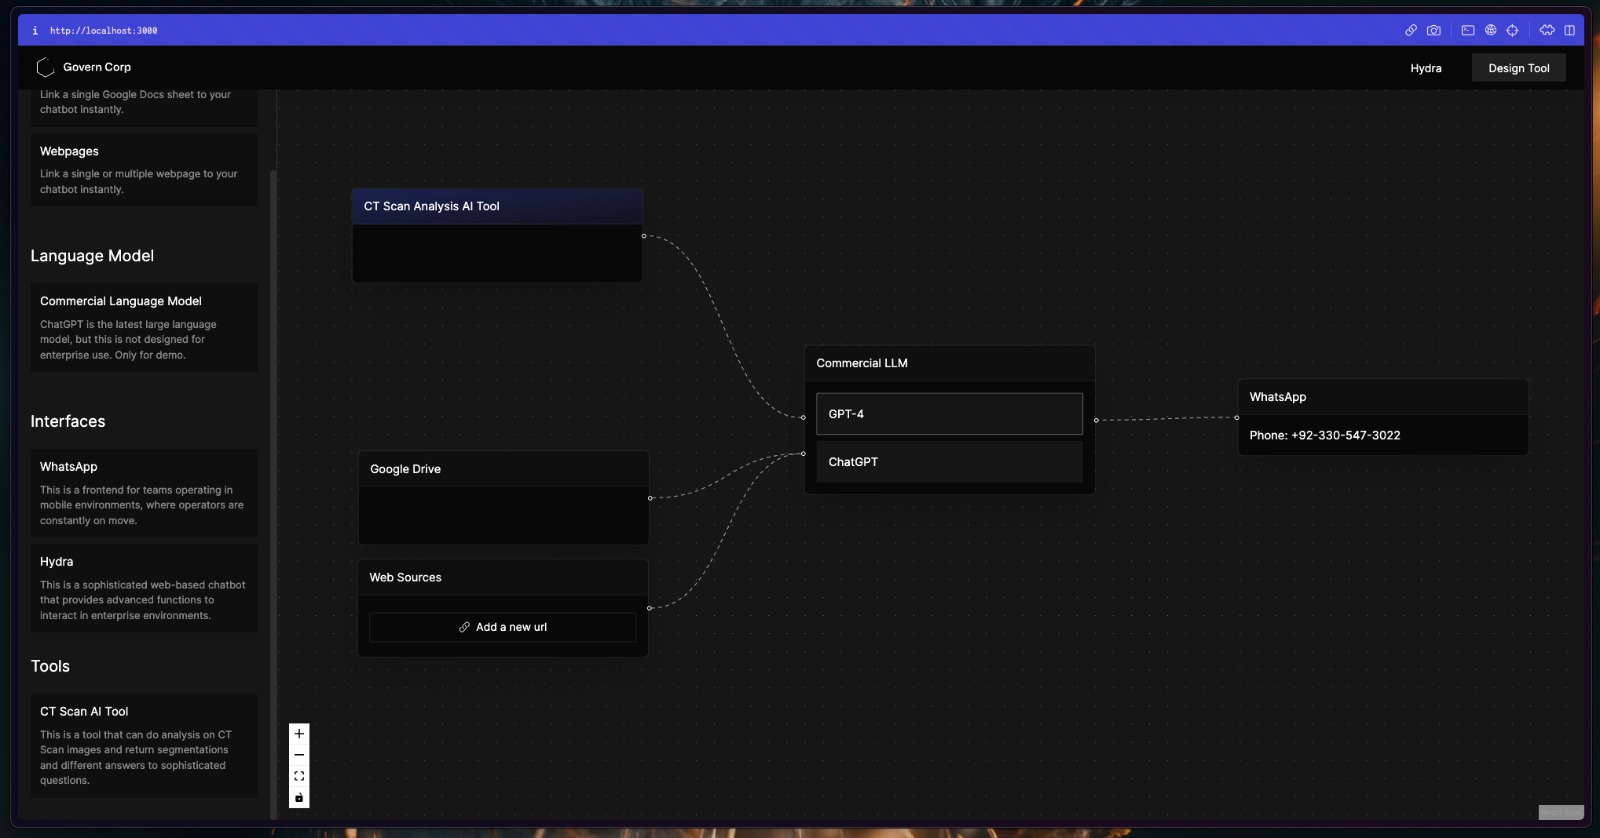 i http://localhost:3000
Govern Corp
Hydra
Design Tool
Link a single Google Docs sheet to your
chatbot instantly.
Webpages
Link a single or multiple webpage to your
chatbot instantly.
Language Model
Commercial Language Model
ChatGPT is the latest large language
model, but this is not designed for
enterprise use. Only for demo.
Interfaces
WhatsApp
This is a frontend for teams operating in
mobile environments, where operators are
constantly on move.
Hydra
This is a sophisticated web-based chatbot
that provides advanced functions to
interact in enterprise environments.
Tools
CT Scan AI Tool
This is a tool that can do analysis on CT
Scan images and return segmentations
and different answers to sophisticated
questions.
CT Scan Analysis AI Tool
Google Drive
Web Sources
Add a new url
Commercial LLM
GPT-4
ChatGPT
WhatsApp
Phone: +92-330-547-3022